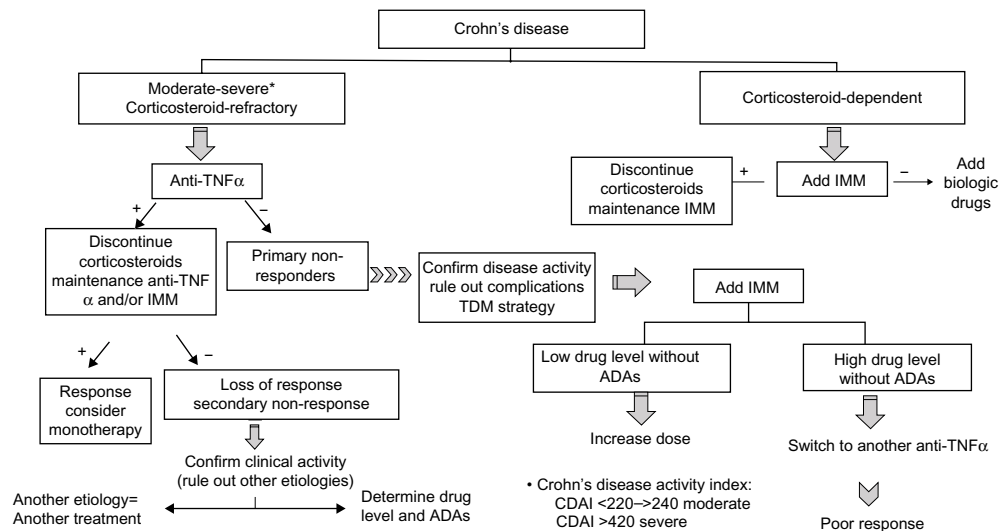 Crohn's disease
Moderate-severe*
Corticosteroid-refractory
Corticosteroid-dependent
Anti-TNFα
Discontinue
corticosteroids
maintenance IMM
+
Add IMM
–
Add
biologic
drugs
+
–
Discontinue
corticosteroids
maintenance anti-TNF
α and/or IMM
Primary non-
responders
Confirm disease activity
rule out complications
TDM strategy
Add IMM
+
–
Response
consider
monotherapy
Loss of response
secondary non-response
Low drug level without
ADAs
High drug level
without ADAs
Increase dose
Switch to another anti-TNFα
Confirm clinical activity
(rule out other etiologies)
Another etiology=
Another treatment
Determine drug
level and ADAs
• Crohn's disease activity index:
CDAI <220–>240 moderate
CDAI >420 severe
Poor response